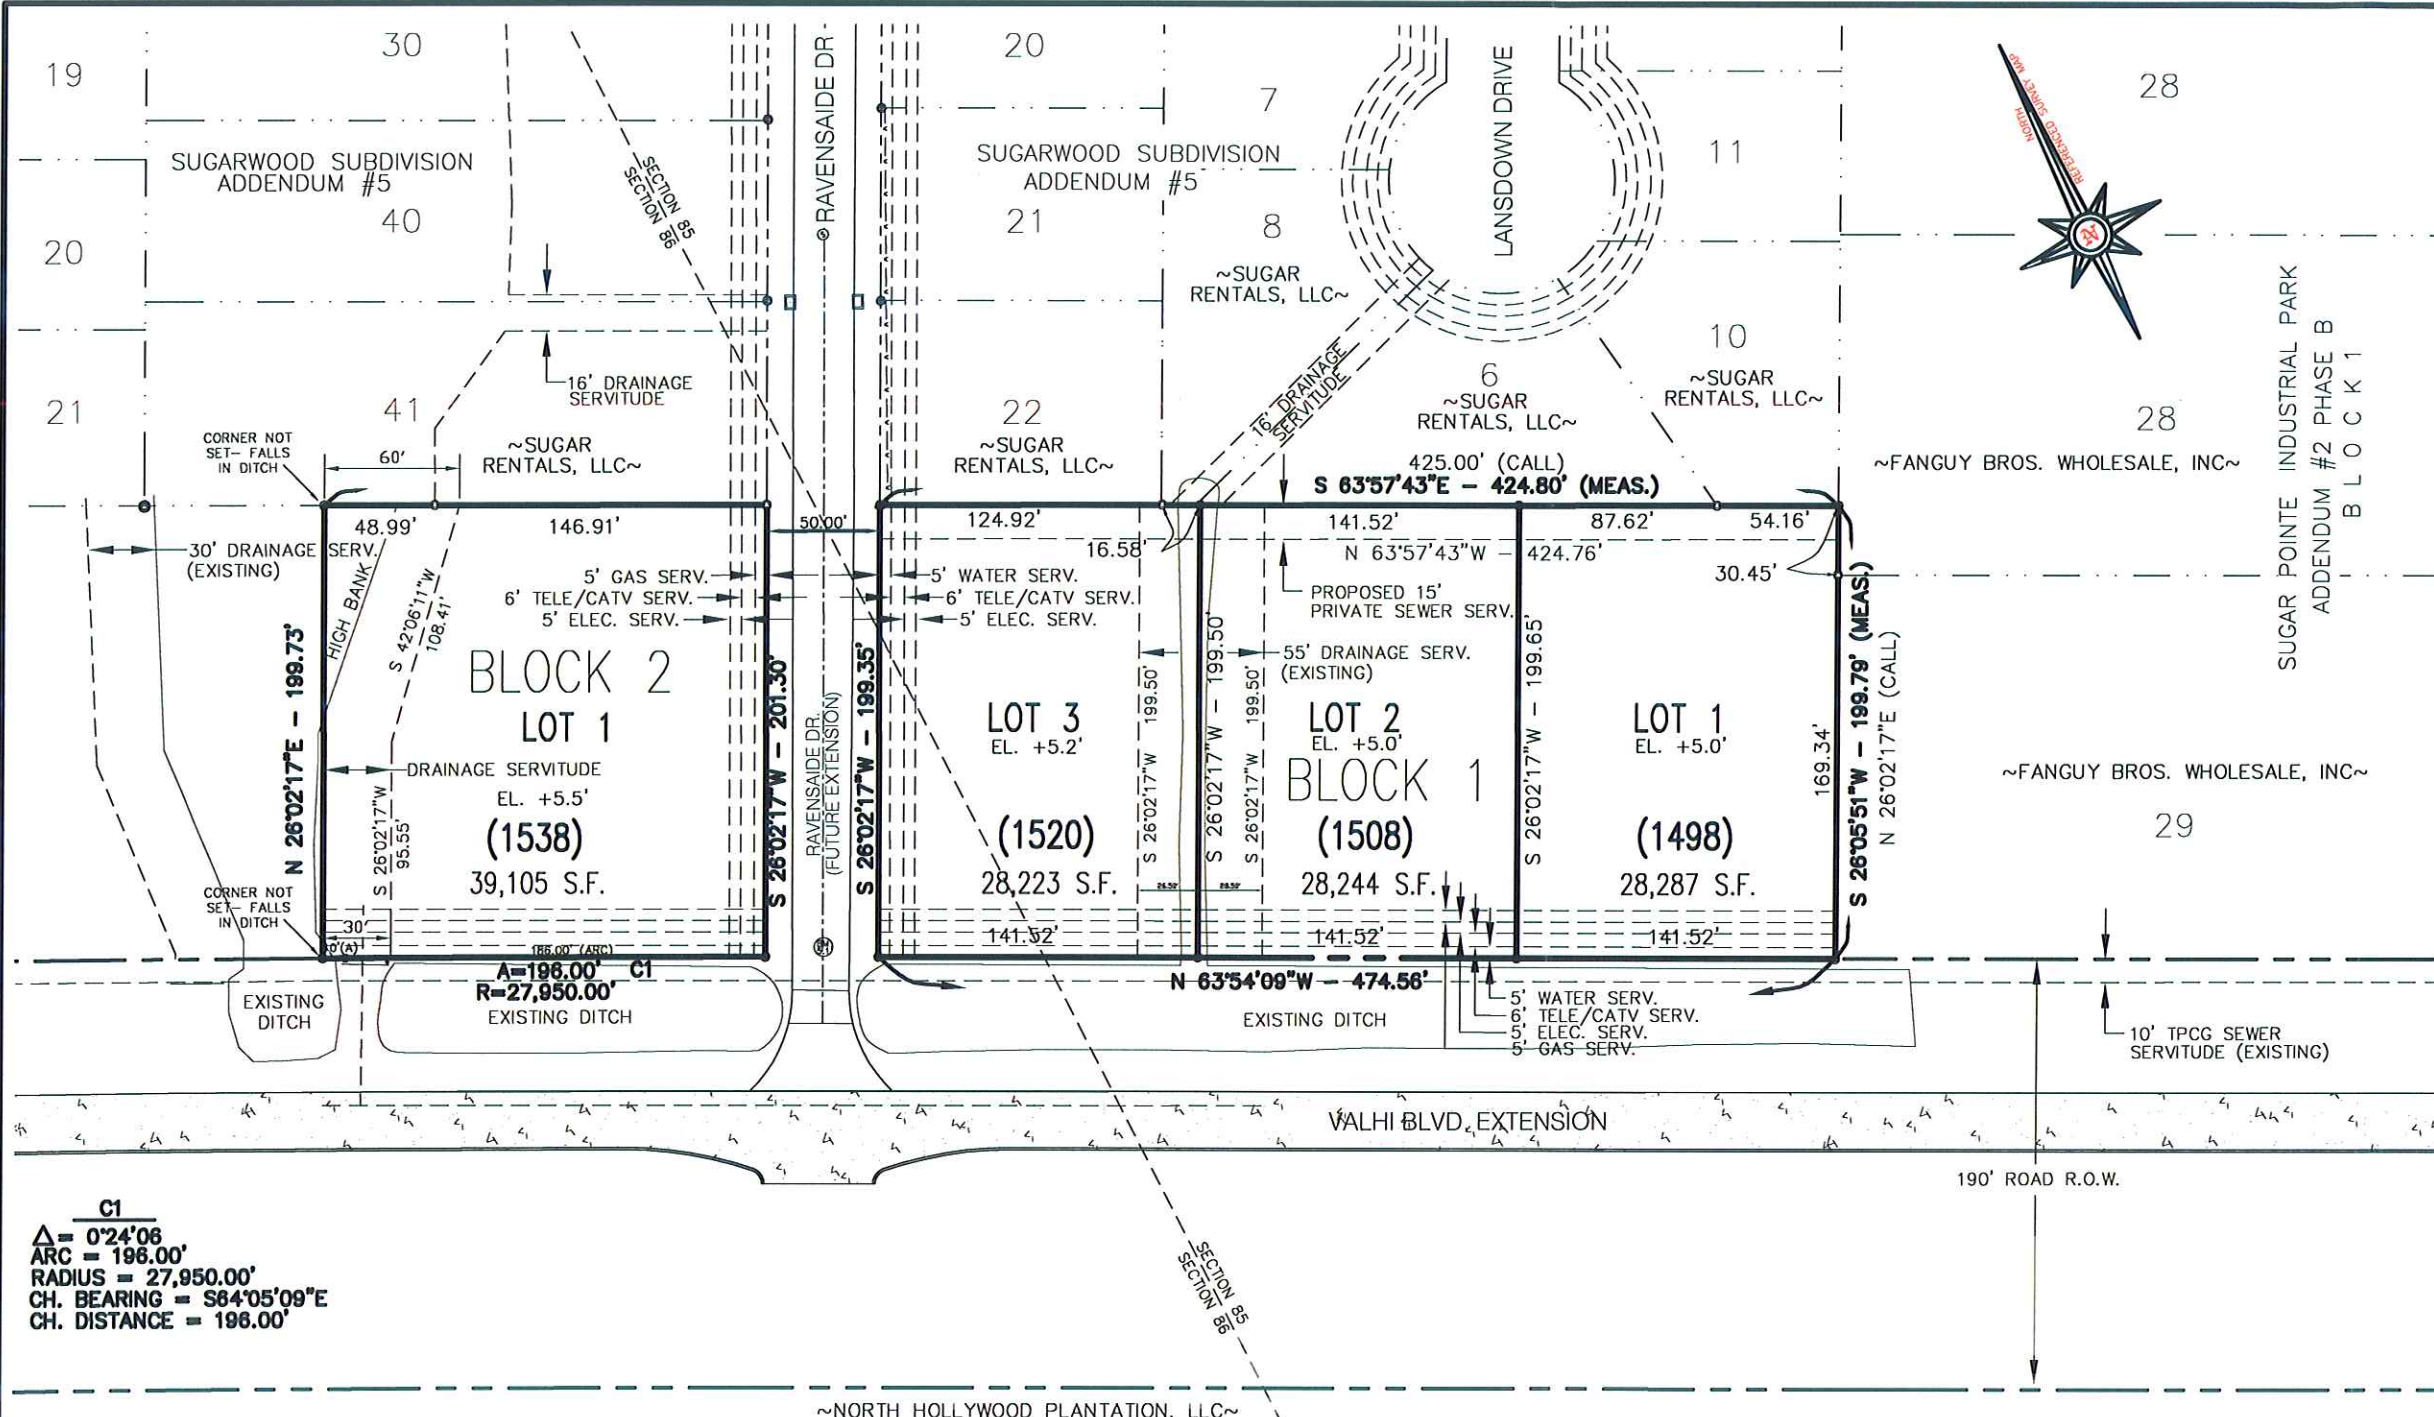 19
30
20
28
7
11
SUGARWOOD SUBDIVISION
ADDENDUM #5
SUGARWOOD SUBDIVISION
ADDENDUM #5
40
20
21
8
RAVENSAIDE DR
LANSDOWN DRIVE
SECTION 85
SECTION 86
NORTH
REFERENCED SURVEY MAP
~SUGAR
RENTALS, LLC~
10
~SUGAR
RENTALS, LLC~
6
~SUGAR
RENTALS, LLC~
16' DRAINAGE
SERVITUDE
16' DRAINAGE
SERVITUDE
21
41
22
28
SUGAR POINTE INDUSTRIAL PARK
ADDENDUM #2 PHASE B
BLOCK 1
CORNER NOT
SET- FALLS
IN DITCH
60'
~SUGAR
RENTALS, LLC~
~SUGAR
RENTALS, LLC~
~FANGUY BROS. WHOLESALE, INC~
425.00' (CALL)
S 63°57'43"E - 424.80' (MEAS.)
48.99'
146.91'
50.00'
124.92'
141.52'
87.62'
54.16'
16.58'
N 63°57'43"W - 424.76'
30.45'
30' DRAINAGE SERV.
(EXISTING)
HIGH BANK
S 42°06'11"W
108.41'
5' GAS SERV.
6' TELE/CATV SERV.
5' ELEC. SERV.
5' WATER SERV.
6' TELE/CATV SERV.
5' ELEC. SERV.
PROPOSED 15'
PRIVATE SEWER SERV.
55' DRAINAGE SERV.
(EXISTING)
N 26°02'17"E - 199.73'
BLOCK 2
LOT 1
DRAINAGE SERVITUDE
EL. +5.5'
(1538)
39,105 S.F.
S 26°02'17"W
95.55'
S 26°02'17"W - 201.30'
RAVENSAIDE DR.
(FUTURE EXTENSION)
S 26°02'17"W - 199.35'
LOT 3
EL. +5.2'
(1520)
28,223 S.F.
S 26°02'17"W 199.50'
S 26°02'17"W - 199.50'
S 26°02'17"W 199.50'
LOT 2
EL. +5.0'
BLOCK 1
(1508)
28,244 S.F.
S 26°02'17"W - 199.65'
LOT 1
EL. +5.0'
(1498)
28,287 S.F.
169.34'
S 26°05'51"W - 199.79' (MEAS.)
N 26°02'17"E (CALL)
~FANGUY BROS. WHOLESALE, INC~
29
CORNER NOT
SET- FALLS
IN DITCH
30'
186.00' (ARC)
A=196.00' C1
R=27,950.00'
EXISTING DITCH
EXISTING
DITCH
141.52'
141.52'
141.52'
N 63°54'09"W - 474.56'
EXISTING DITCH
5' WATER SERV.
6' TELE/CATV SERV.
5' ELEC. SERV.
5' GAS SERV.
10' TPCG SEWER
SERVITUDE (EXISTING)
VALHI BLVD. EXTENSION
190' ROAD R.O.W.
C1
Δ= 0°24'06
ARC = 196.00'
RADIUS = 27,950.00'
CH. BEARING = S64°05'09"E
CH. DISTANCE = 196.00'
SECTION 85
SECTION 86
~NORTH HOLLYWOOD PLANTATION, LLC~